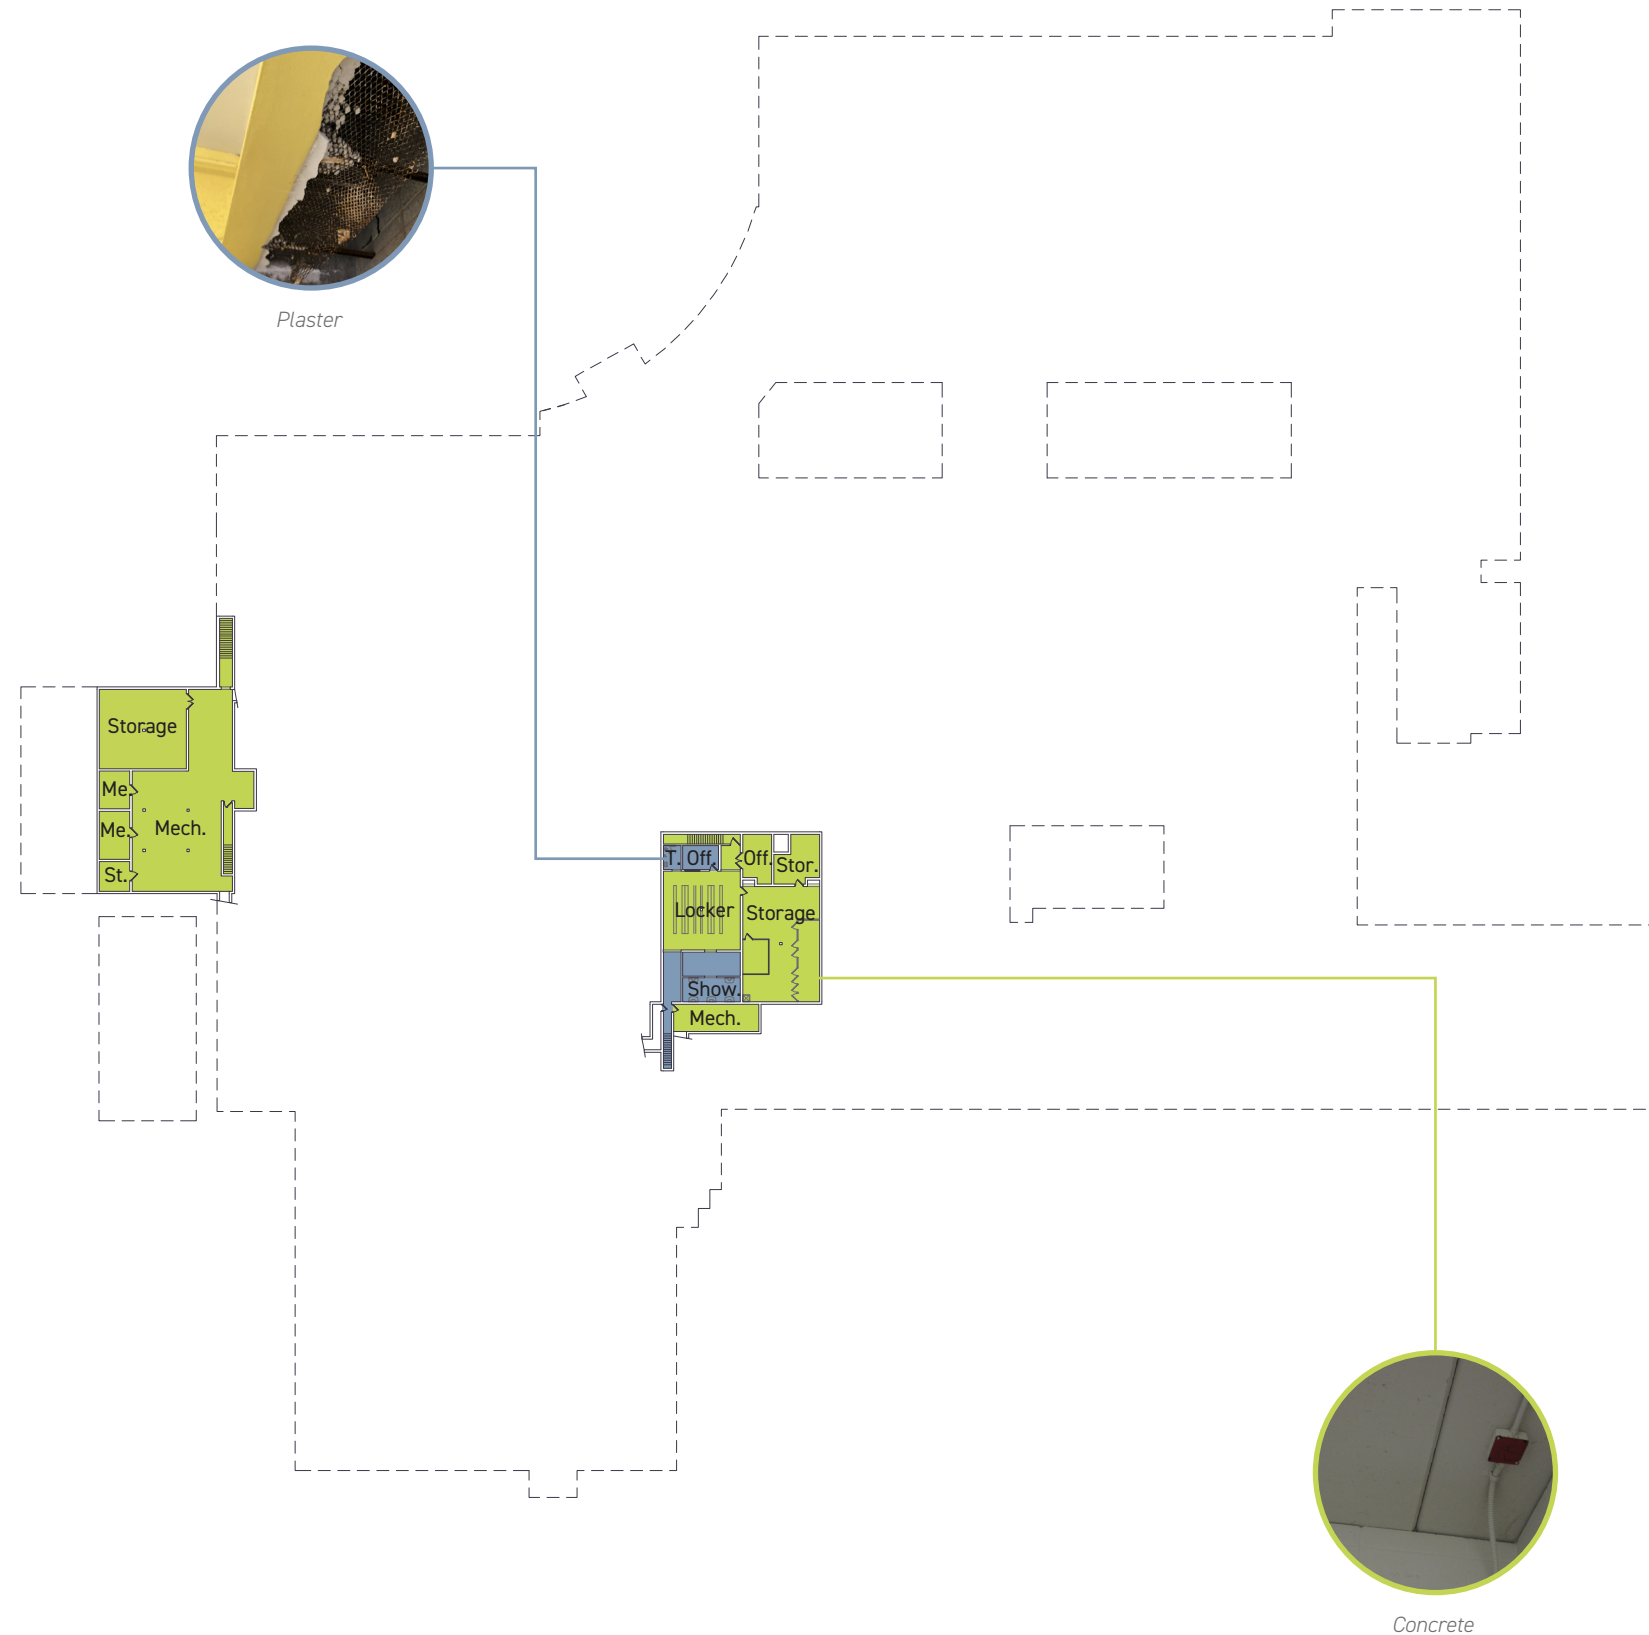 Plaster
Storage
Me.
Me.
Mech.
St.
T.
Off.
Off.
Stor.
Locker
Storage
Show.
Mech.
Concrete